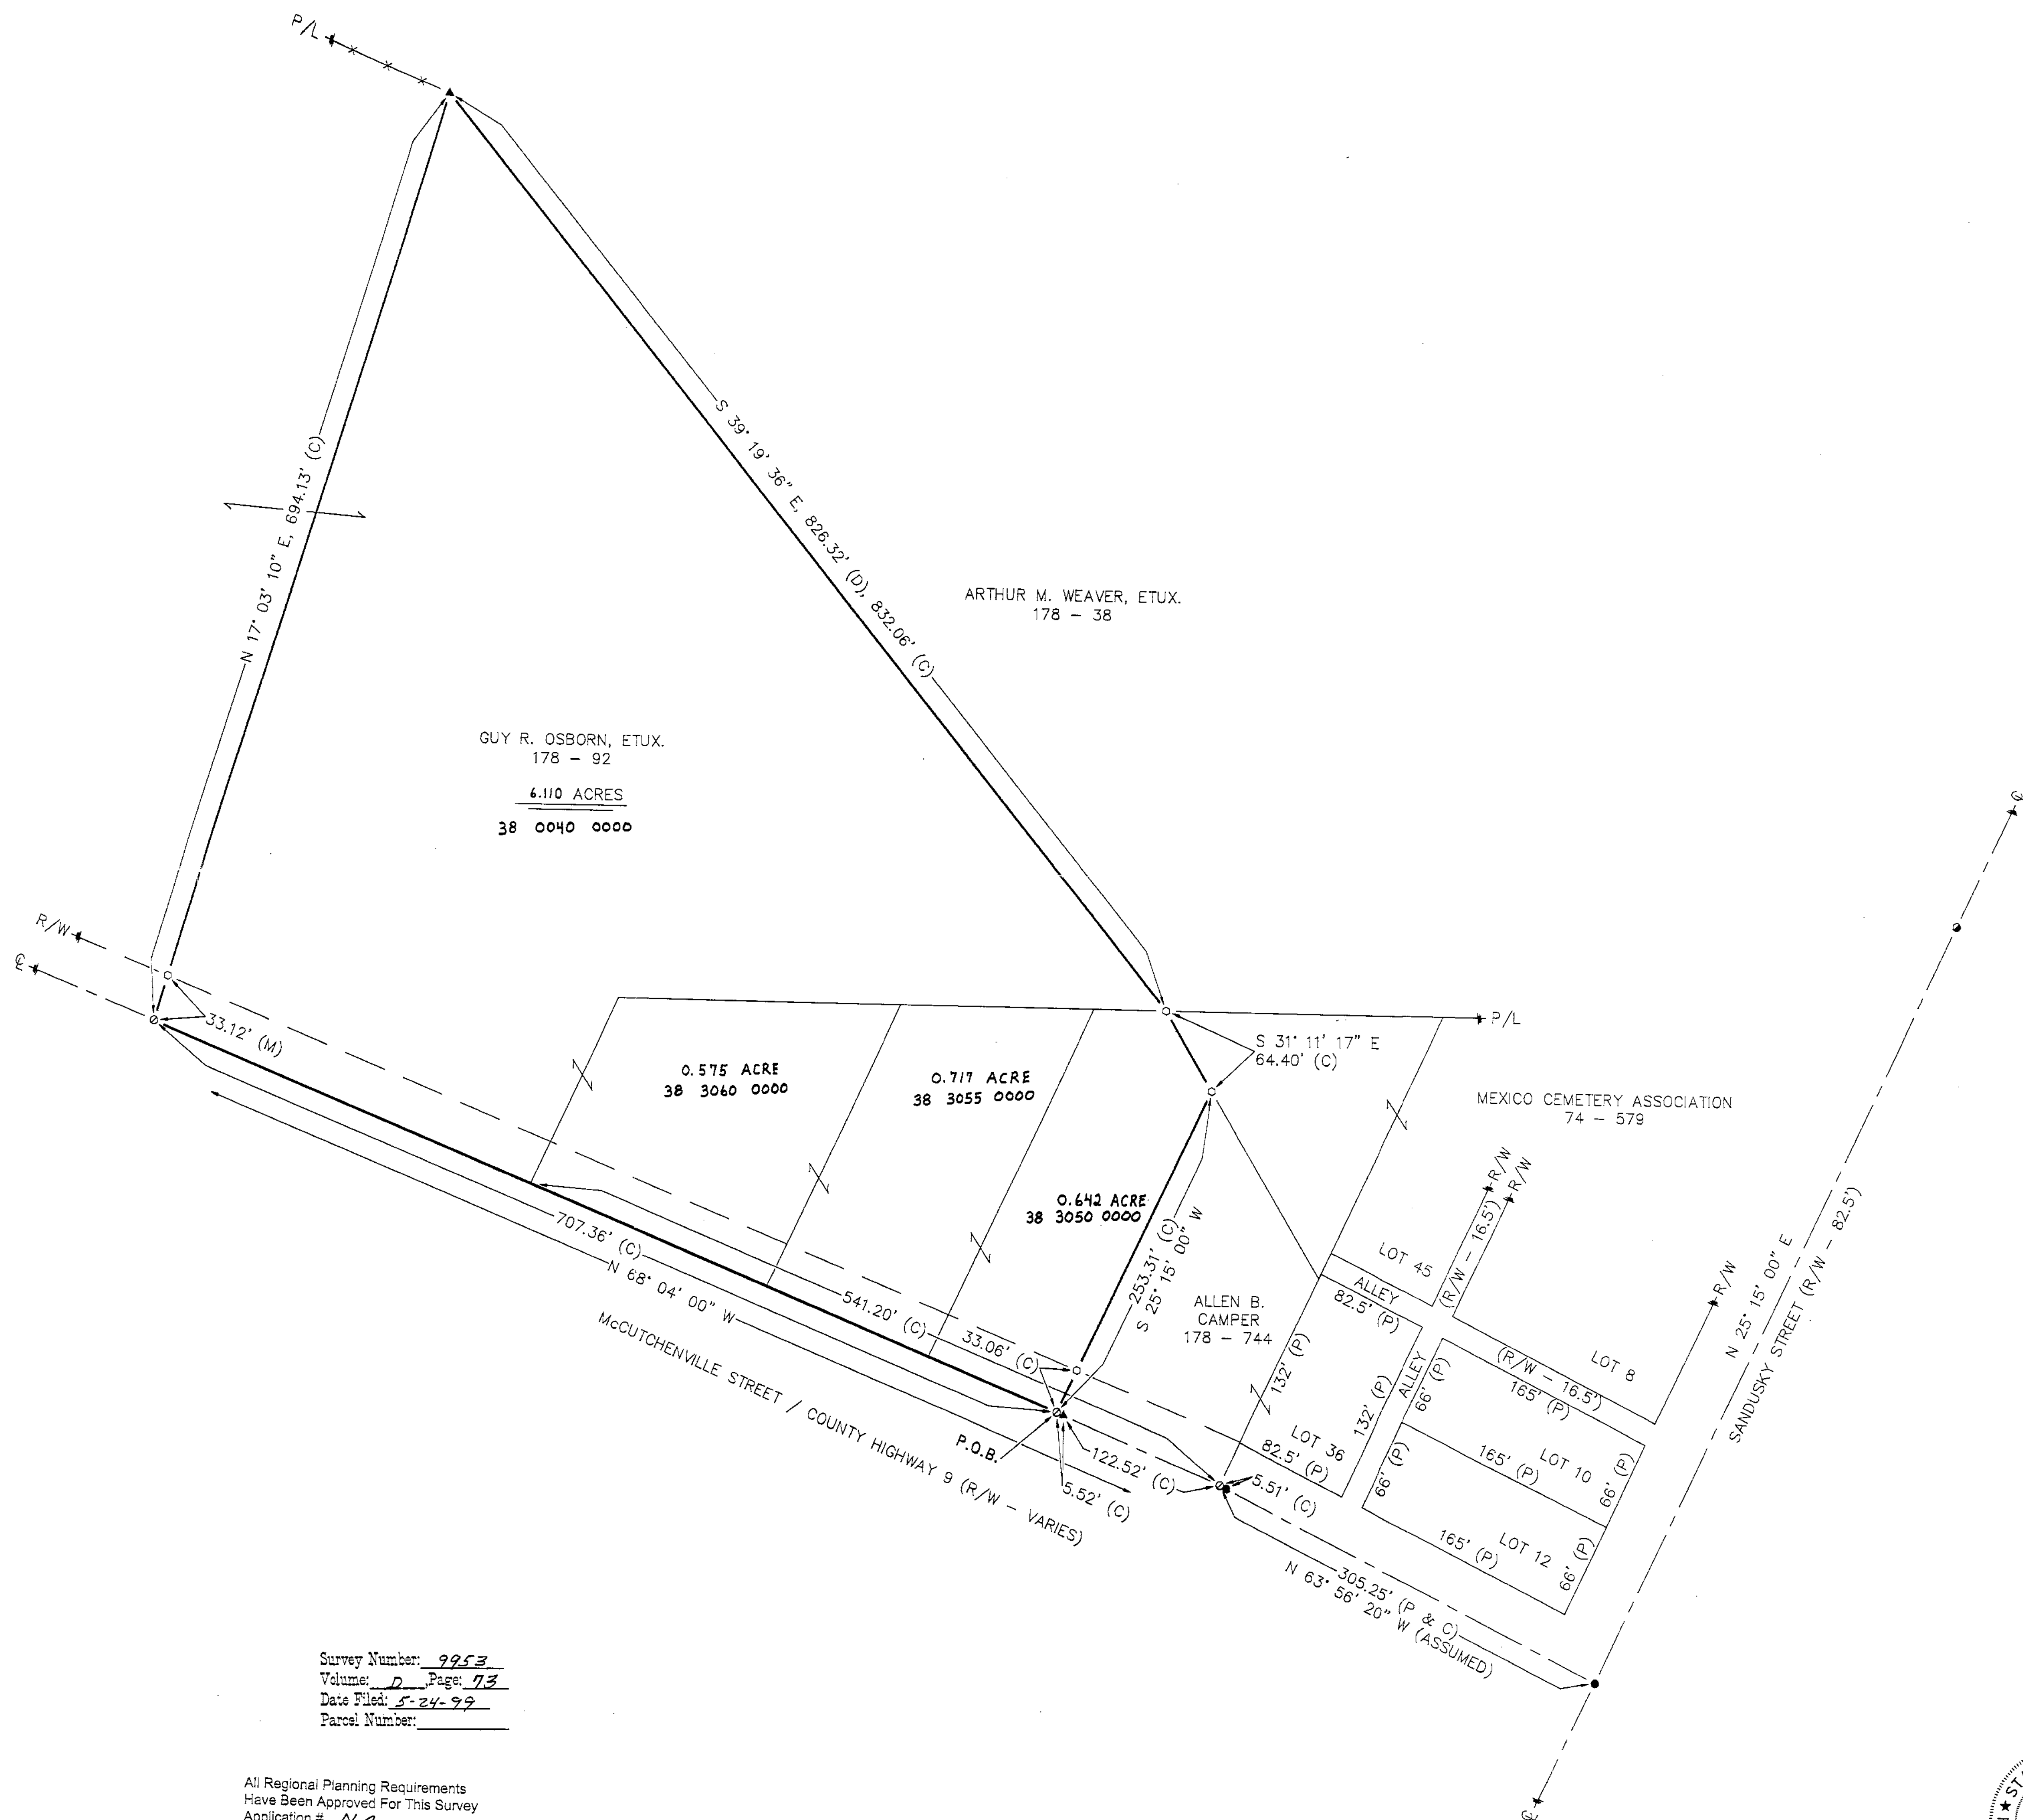 P/L
S 39° 19' 36" E, 826.32' (D), 832.06' (C)
N 17° 03' 10" E, 694.13' (C)
ARTHUR M. WEAVER, ETUX.
178 - 38
GUY R. OSBORN, ETUX.
178 - 92
6.110 ACRES
38 0040 0000
R/W
℄
33.12' (M)
P/L
S 31° 11' 17" E
64.40' (C)
0.575 ACRE
38 3060 0000
0.717 ACRE
38 3055 0000
0.642 ACRE
38 3050 0000
MEXICO CEMETERY ASSOCIATION
74 - 579
℄
R/W
R/W
(R/W - 16.5')
R/W
N 25° 15' 00" E
SANDUSKY STREET (R/W - 82.5')
253.31' (C)
S 25° 15' 00" W
ALLEN B.
CAMPER
178 - 744
LOT 45
ALLEY
82.5' (P)
132' (P)
132' (P)
LOT 36
82.5' (P)
ALLEY
LOT 8
(R/W - 16.5')
165' (P)
66' (P)
LOT 10
66' (P)
165' (P)
66' (P)
LOT 12
66' (P)
165' (P)
707.36' (C)
N 68° 04' 00" W
541.20' (C)
33.06' (C)
McCUTCHENVILLE STREET / COUNTY HIGHWAY 9 (R/W - VARIES)
P.O.B.
122.52' (C)
5.52' (C)
5.51' (C)
305.25' (P & C)
N 63° 56' 20" W (ASSUMED)
℄
Survey Number: 9953
Volume: D ,Page: 73
Date Filed: 5-24-99
Parcel Number:
All Regional Planning Requirements
Have Been Approved For This Survey
Application #